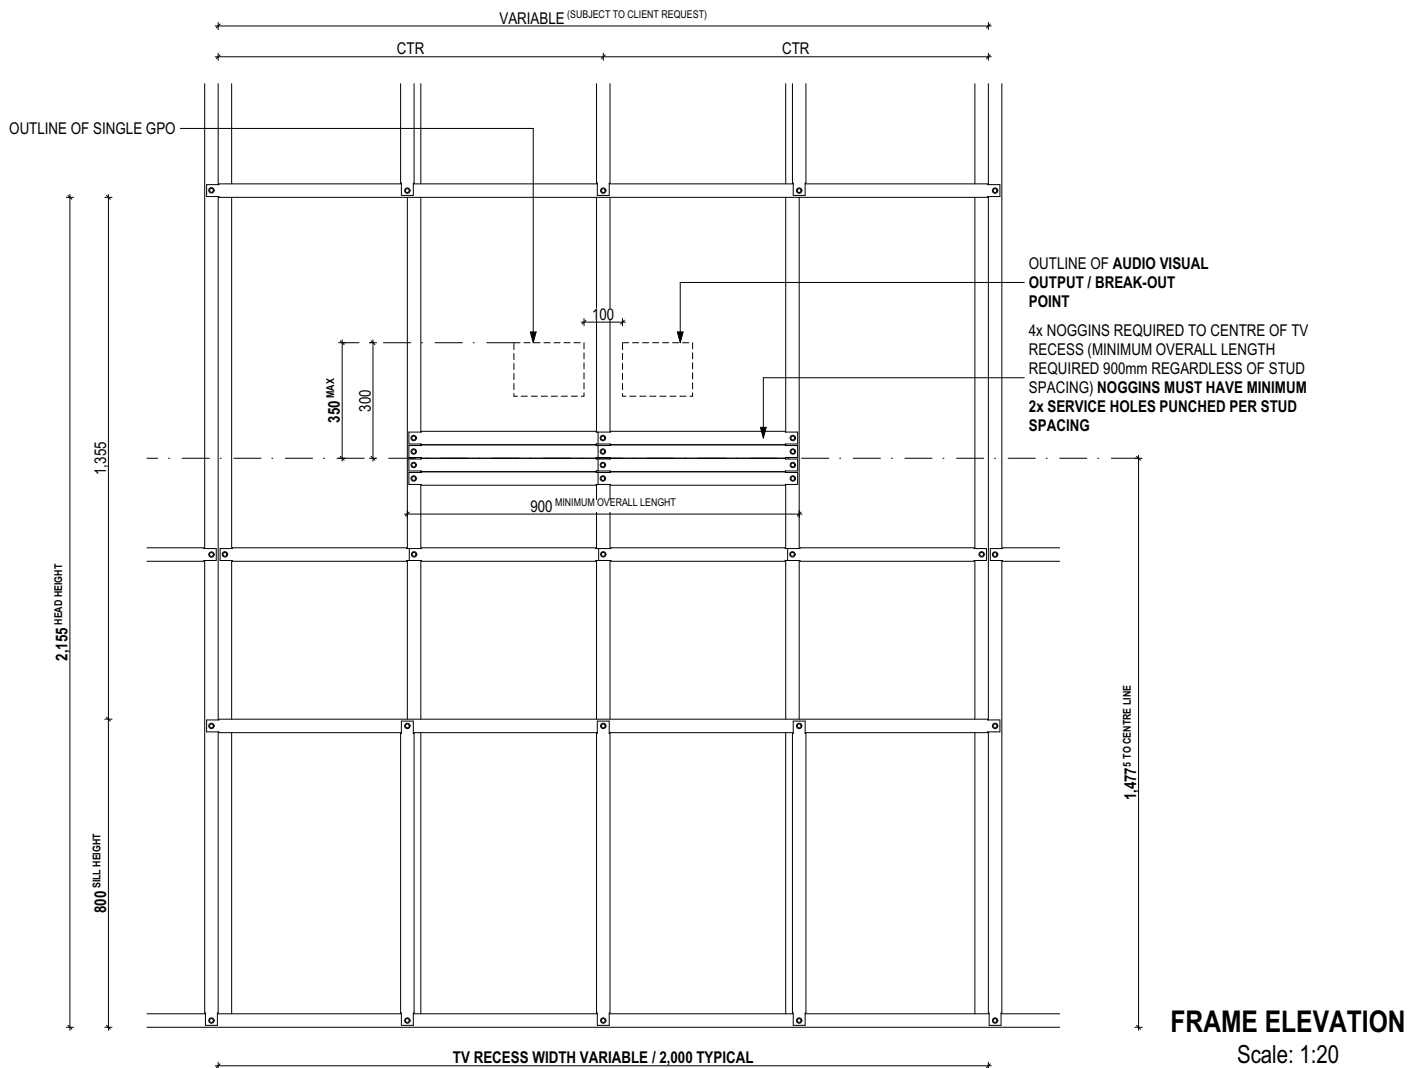 VARIABLE (SUBJECT TO CLIENT REQUEST)
CTR
CTR
OUTLINE OF SINGLE GPO
OUTLINE OF AUDIO VISUAL
OUTPUT / BREAK-OUT
POINT
100
4x NOGGINS REQUIRED TO CENTRE OF TV
RECESS (MINIMUM OVERALL LENGTH
REQUIRED 900mm REGARDLESS OF STUD
SPACING) NOGGINS MUST HAVE MINIMUM
2x SERVICE HOLES PUNCHED PER STUD
SPACING
350 MAX
300
1,355
900 MINIMUM OVERALL LENGHT
2,155 HEAD HEIGHT
1,477⁵ TO CENTRE LINE
800 SILL HEIGHT
FRAME ELEVATION
Scale: 1:20
TV RECESS WIDTH VARIABLE / 2,000 TYPICAL